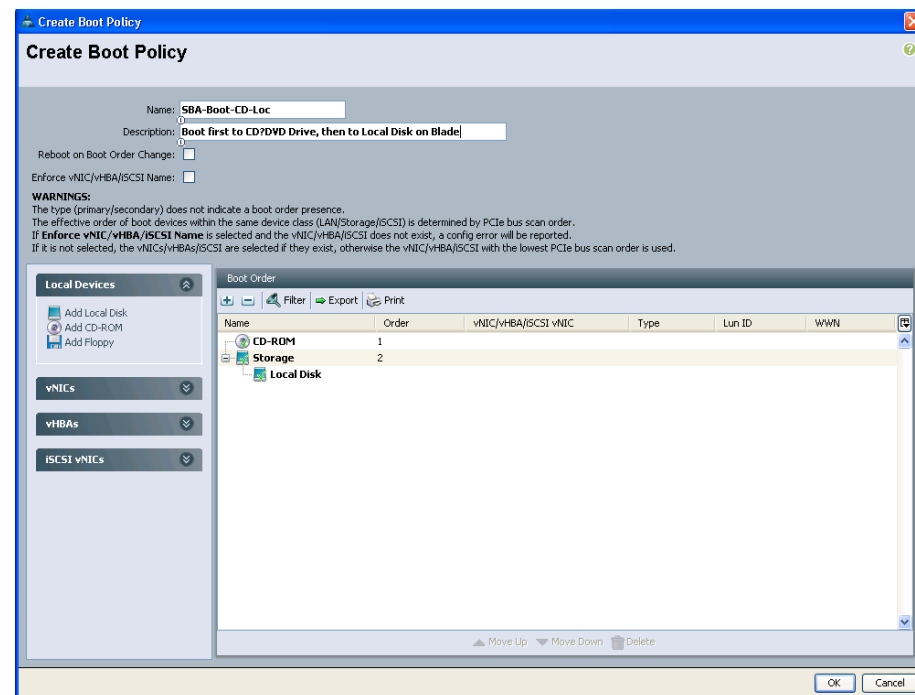 Create Boot Policy
Create Boot Policy
Name: SBA-Boot-CD-Loc
Description: Boot first to CD?DVD Drive, then to Local Disk on Blade
Reboot on Boot Order Change:
Enforce vNIC/vHBA/iSCSI Name:
WARNINGS:
The type (primary/secondary) does not indicate a boot order presence.
The effective order of boot devices within the same device class (LAN/Storage/iSCSI) is determined by PCIe bus scan order.
If Enforce vNIC/vHBA/iSCSI Name is selected and the vNIC/vHBA/iSCSI does not exist, a config error will be reported.
If it is not selected, the vNICs/vHBAs/iSCSI are selected if they exist, otherwise the vNIC/vHBA/iSCSI with the lowest PCIe bus scan order is used.
Local Devices
Add Local Disk
Add CD-ROM
Add Floppy
vNICs
vHBAs
iSCSI vNICs
Boot Order
Filter Export Print
Name Order vNIC/vHBA/iSCSI vNIC Type Lun ID WWN
CD-ROM 1
Storage 2
Local Disk
Move Up Move Down Delete
OK Cancel